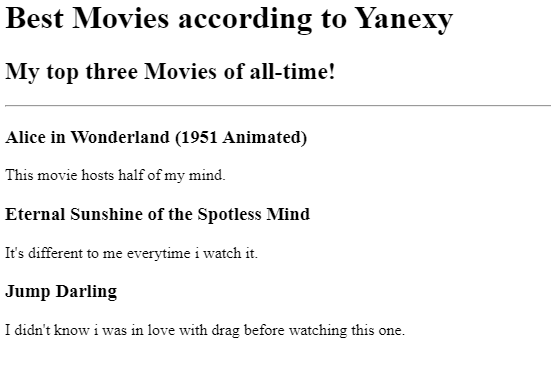 Best Movies according to Yanexy
My top three Movies of all-time!
Alice in Wonderland (1951 Animated)
This movie hosts half of my mind.
Eternal Sunshine of the Spotless Mind
It's different to me everytime i watch it.
Jump Darling
I didn't know i was in love with drag before watching this one.